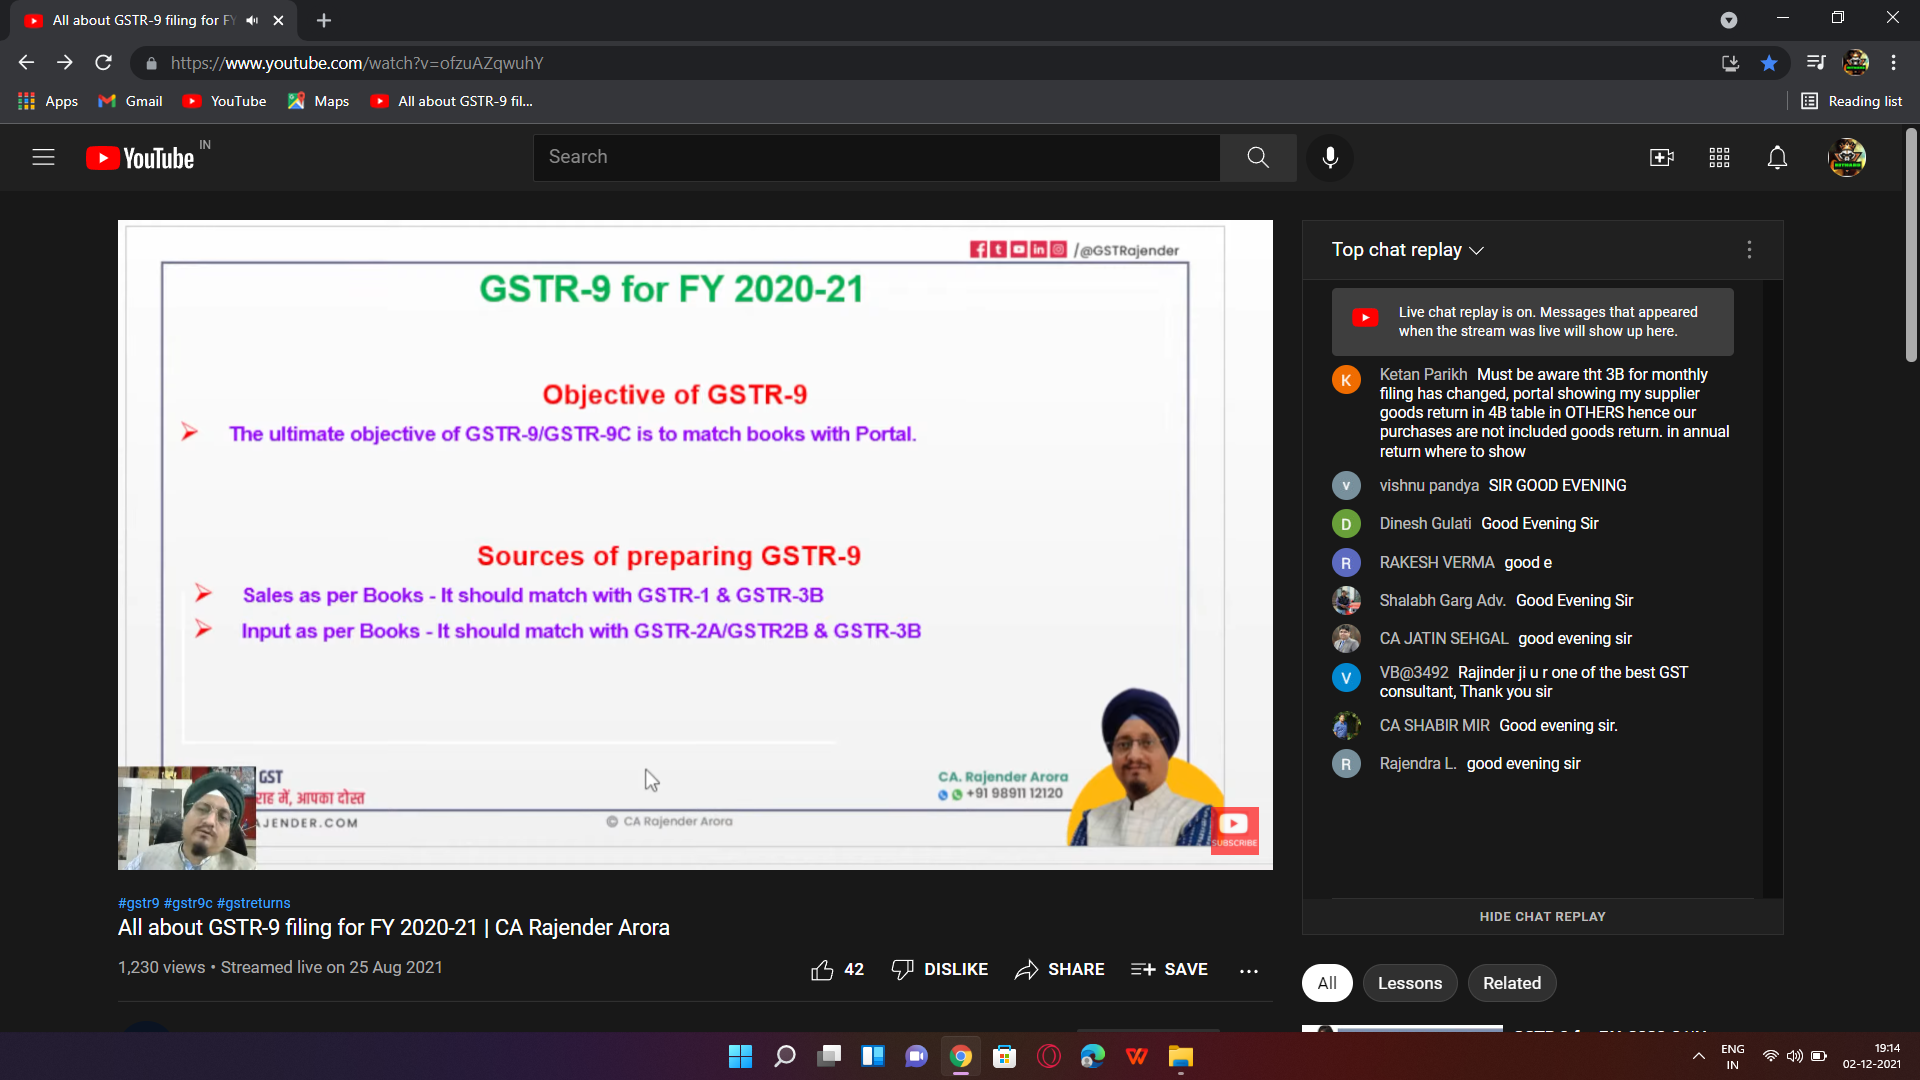 All about GSTR-9 filing for F
https://www.youtube.com/watch?v=ofzuAZqwuhY
Apps
Gmail
YouTube
Maps
All about GSTR-9 fil...
Reading list
YouTube
IN
Search
/@GSTRajender
GSTR-9 for FY 2020-21
Objective of GSTR-9
The ultimate objective of GSTR-9/GSTR-9C is to match books with Portal.
Sources of preparing GSTR-9
Sales as per Books - It should match with GSTR-1 & GSTR-3B
Input as per Books - It should match with GSTR-2A/GSTR2B & GSTR-3B
GST
राह में, आपका दोस्त
AJENDER.COM
© CA Rajender Arora
CA. Rajender Arora
+91 98911 12120
SUBSCRIBE
#gstr9 #gstr9c #gstreturns
All about GSTR-9 filing for FY 2020-21 | CA Rajender Arora
1,230 views • Streamed live on 25 Aug 2021
42
DISLIKE
SHARE
SAVE
Top chat replay
Live chat replay is on. Messages that appeared
when the stream was live will show up here.
Ketan Parikh Must be aware tht 3B for monthly
filing has changed, portal showing my supplier
goods return in 4B table in OTHERS hence our
purchases are not included goods return. in annual
return where to show
vishnu pandya SIR GOOD EVENING
Dinesh Gulati Good Evening Sir
RAKESH VERMA good e
Shalabh Garg Adv. Good Evening Sir
CA JATIN SEHGAL good evening sir
VB@3492 Rajinder ji u r one of the best GST
consultant, Thank you sir
CA SHABIR MIR Good evening sir.
Rajendra L. good evening sir
HIDE CHAT REPLAY
All
Lessons
Related
ENG
IN
19:14
02-12-2021